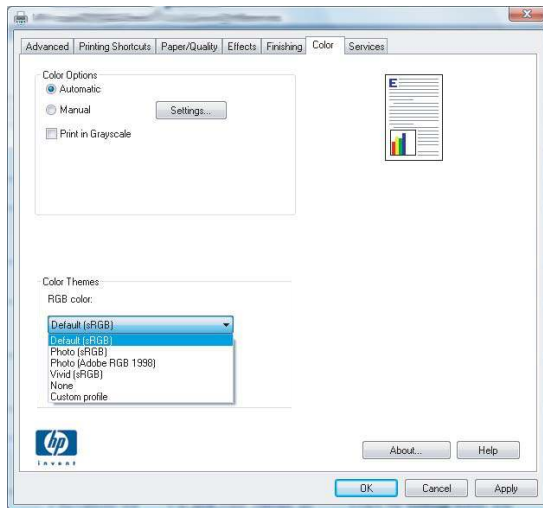 Advanced Printing Shortcuts Paper/Quality Effects Finishing Color Services
Color Options
Automatic
Manual Settings...
Print in Grayscale
E
Color Themes
RGB color:
Default (sRGB)
Default (sRGB)
Photo (sRGB)
Photo (Adobe RGB 1998)
Vivid (sRGB)
None
Custom profile
hp
invent
About... Help
OK Cancel Apply